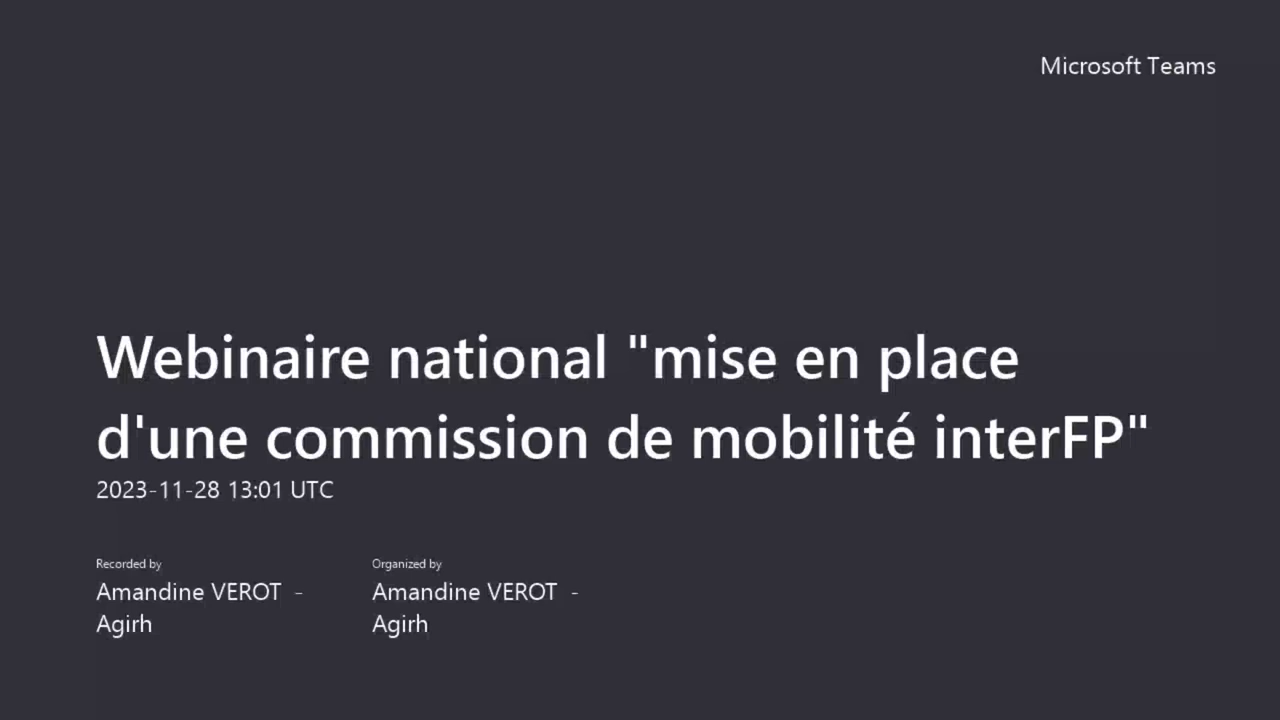 Microsoft Teams
Webinaire national "mise en place
d'une commission de mobilité interFP"
2023-11-28 13:01 UTC
Recorded by
Organized by
Amandine VEROT -
Agirh
Amandine VEROT -
Agirh